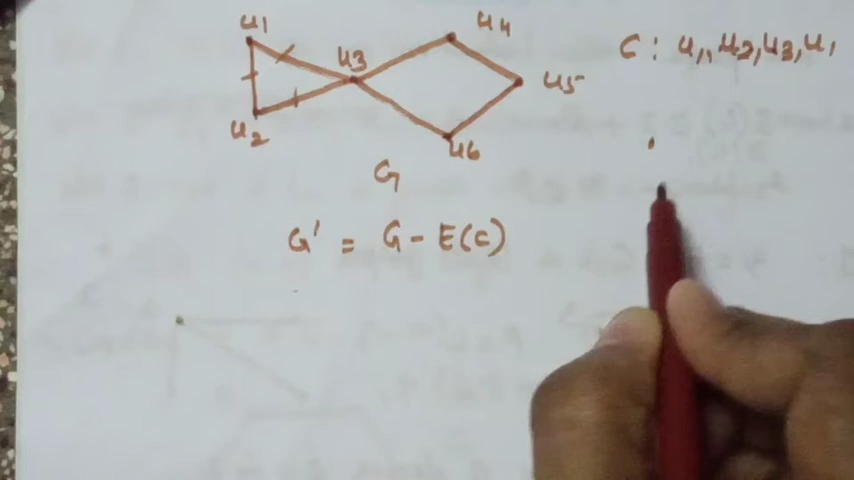 u1
u4
u3
C : u1, u2, u3, u1
u5
u2
u6
G
G' = G - E(C)